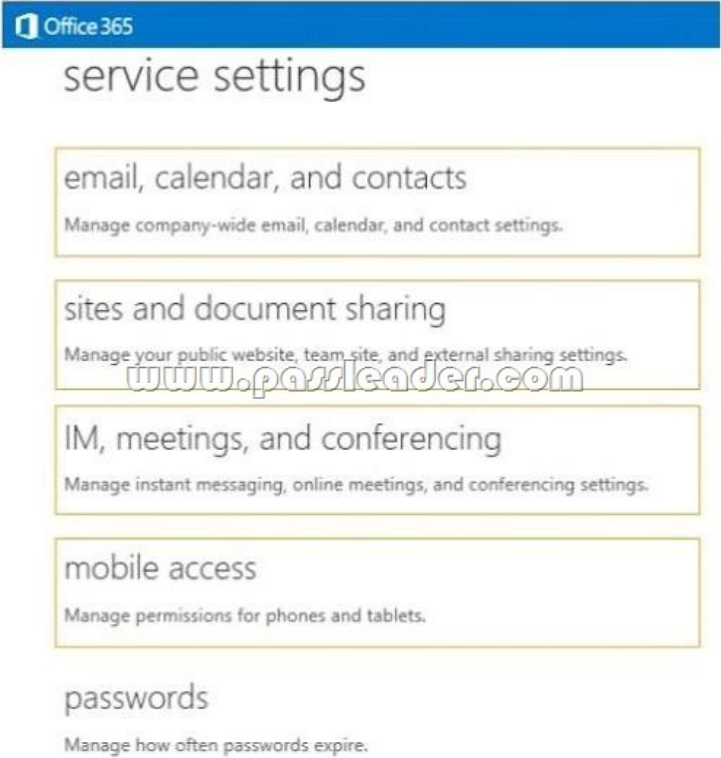 Office 365
service settings
email, calendar, and contacts
Manage company-wide email, calendar, and contact settings.
sites and document sharing
Manage your public website, team site, and external sharing settings.
www.passleader.com
IM, meetings, and conferencing
Manage instant messaging, online meetings, and conferencing settings.
mobile access
Manage permissions for phones and tablets.
passwords
Manage how often passwords expire.